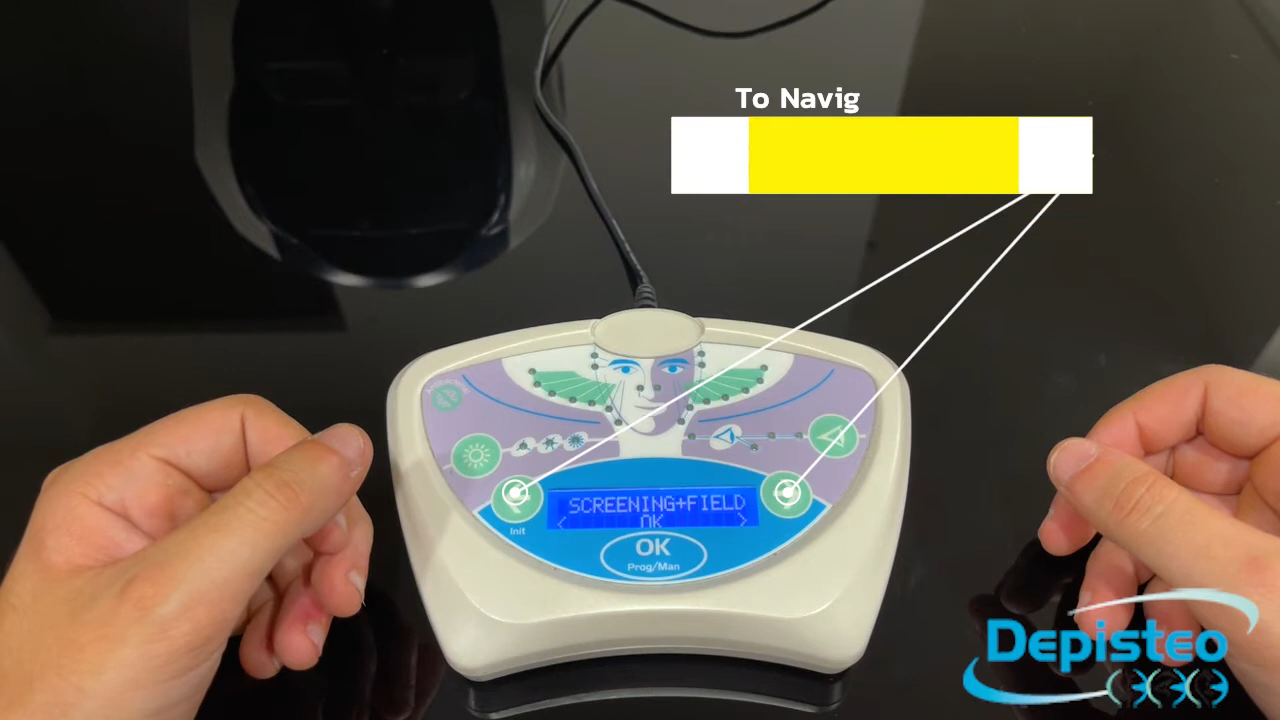 To Navig
SCREENING+FIELD
< OK >
Init
OK
Prog/Man
Depisteo